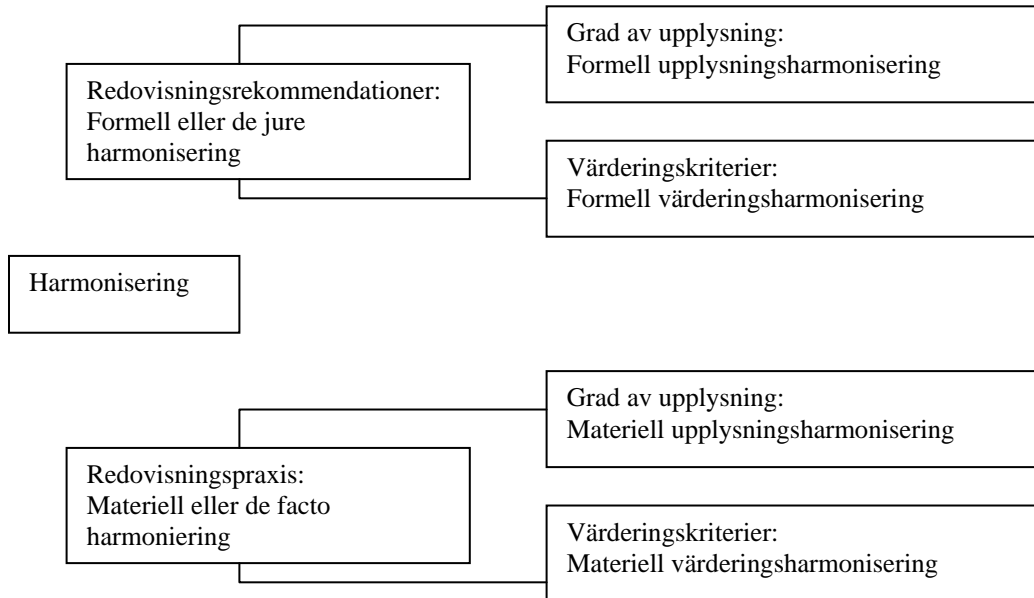 Grad av upplysning:
Formell upplysningsharmonisering
Redovisningsrekommendationer:
Formell eller de jure
harmonisering
Värderingskriterier:
Formell värderingsharmonisering
Harmonisering
Grad av upplysning:
Materiell upplysningsharmonisering
Redovisningspraxis:
Materiell eller de facto
harmoniering
Värderingskriterier:
Materiell värderingsharmonisering